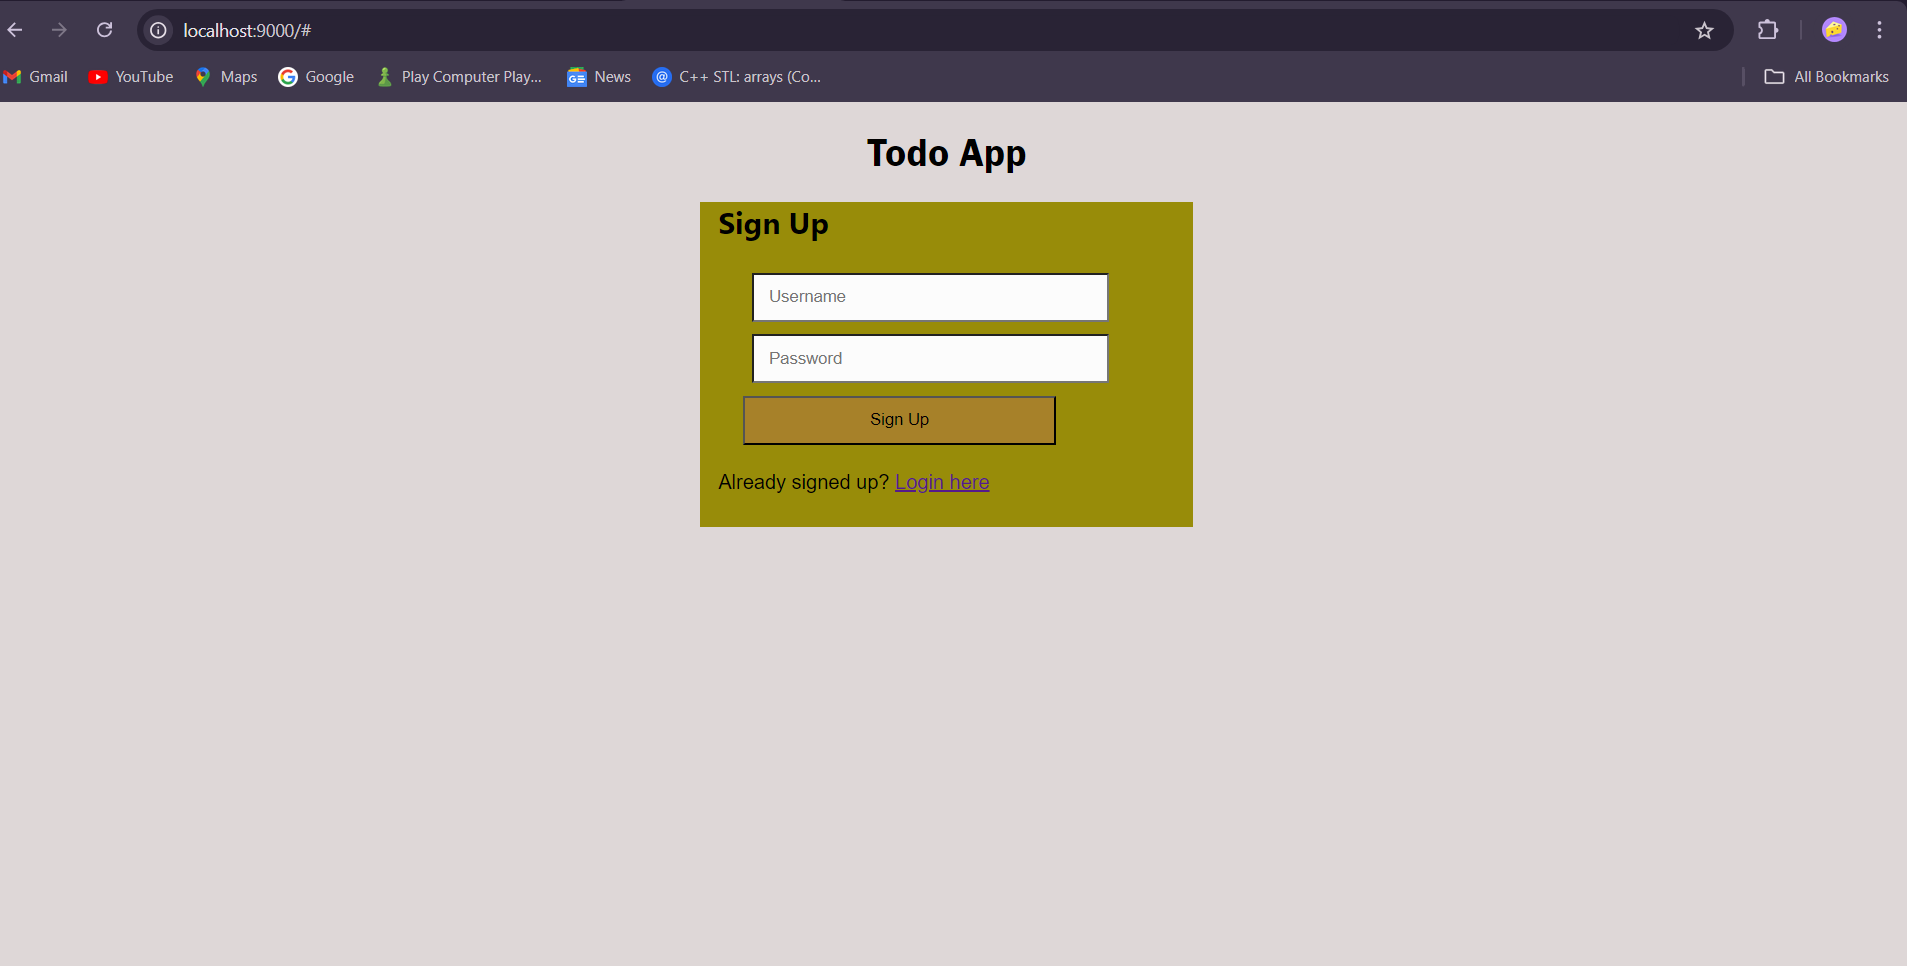 localhost:9000/#
Gmail YouTube Maps Google Play Computer Play... News C++ STL: arrays (Co... All Bookmarks
Todo App
Sign Up
Username
Password
Sign Up
Already signed up? Login here